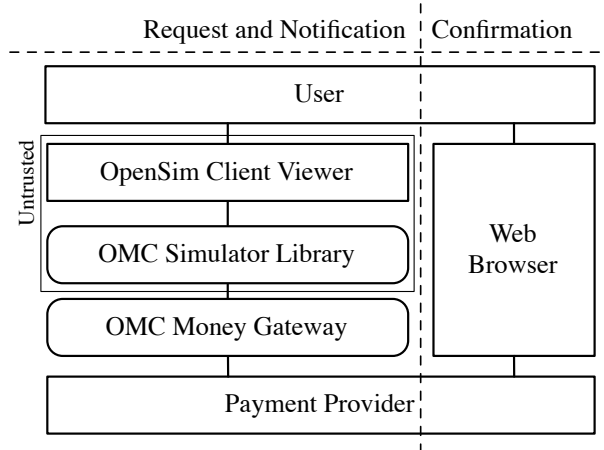 Request and Notification
Confirmation
User
Untrusted
OpenSim Client Viewer
OMC Simulator Library
Web
Browser
OMC Money Gateway
Payment Provider